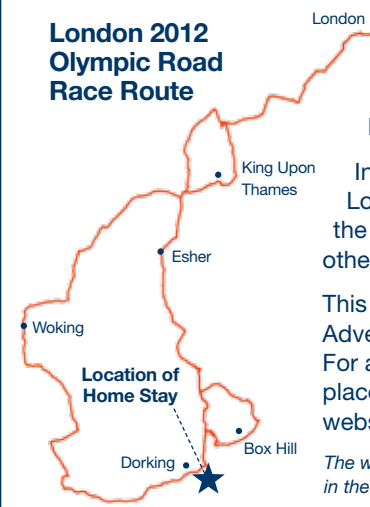 London 2012
Olympic Road
Race Route
London
King Upon
Thames
Esher
Woking
Location of
Home Stay
Box Hill
Dorking
In
Lo
the
othe
This
Adve
For a
place
webs
The w
in the